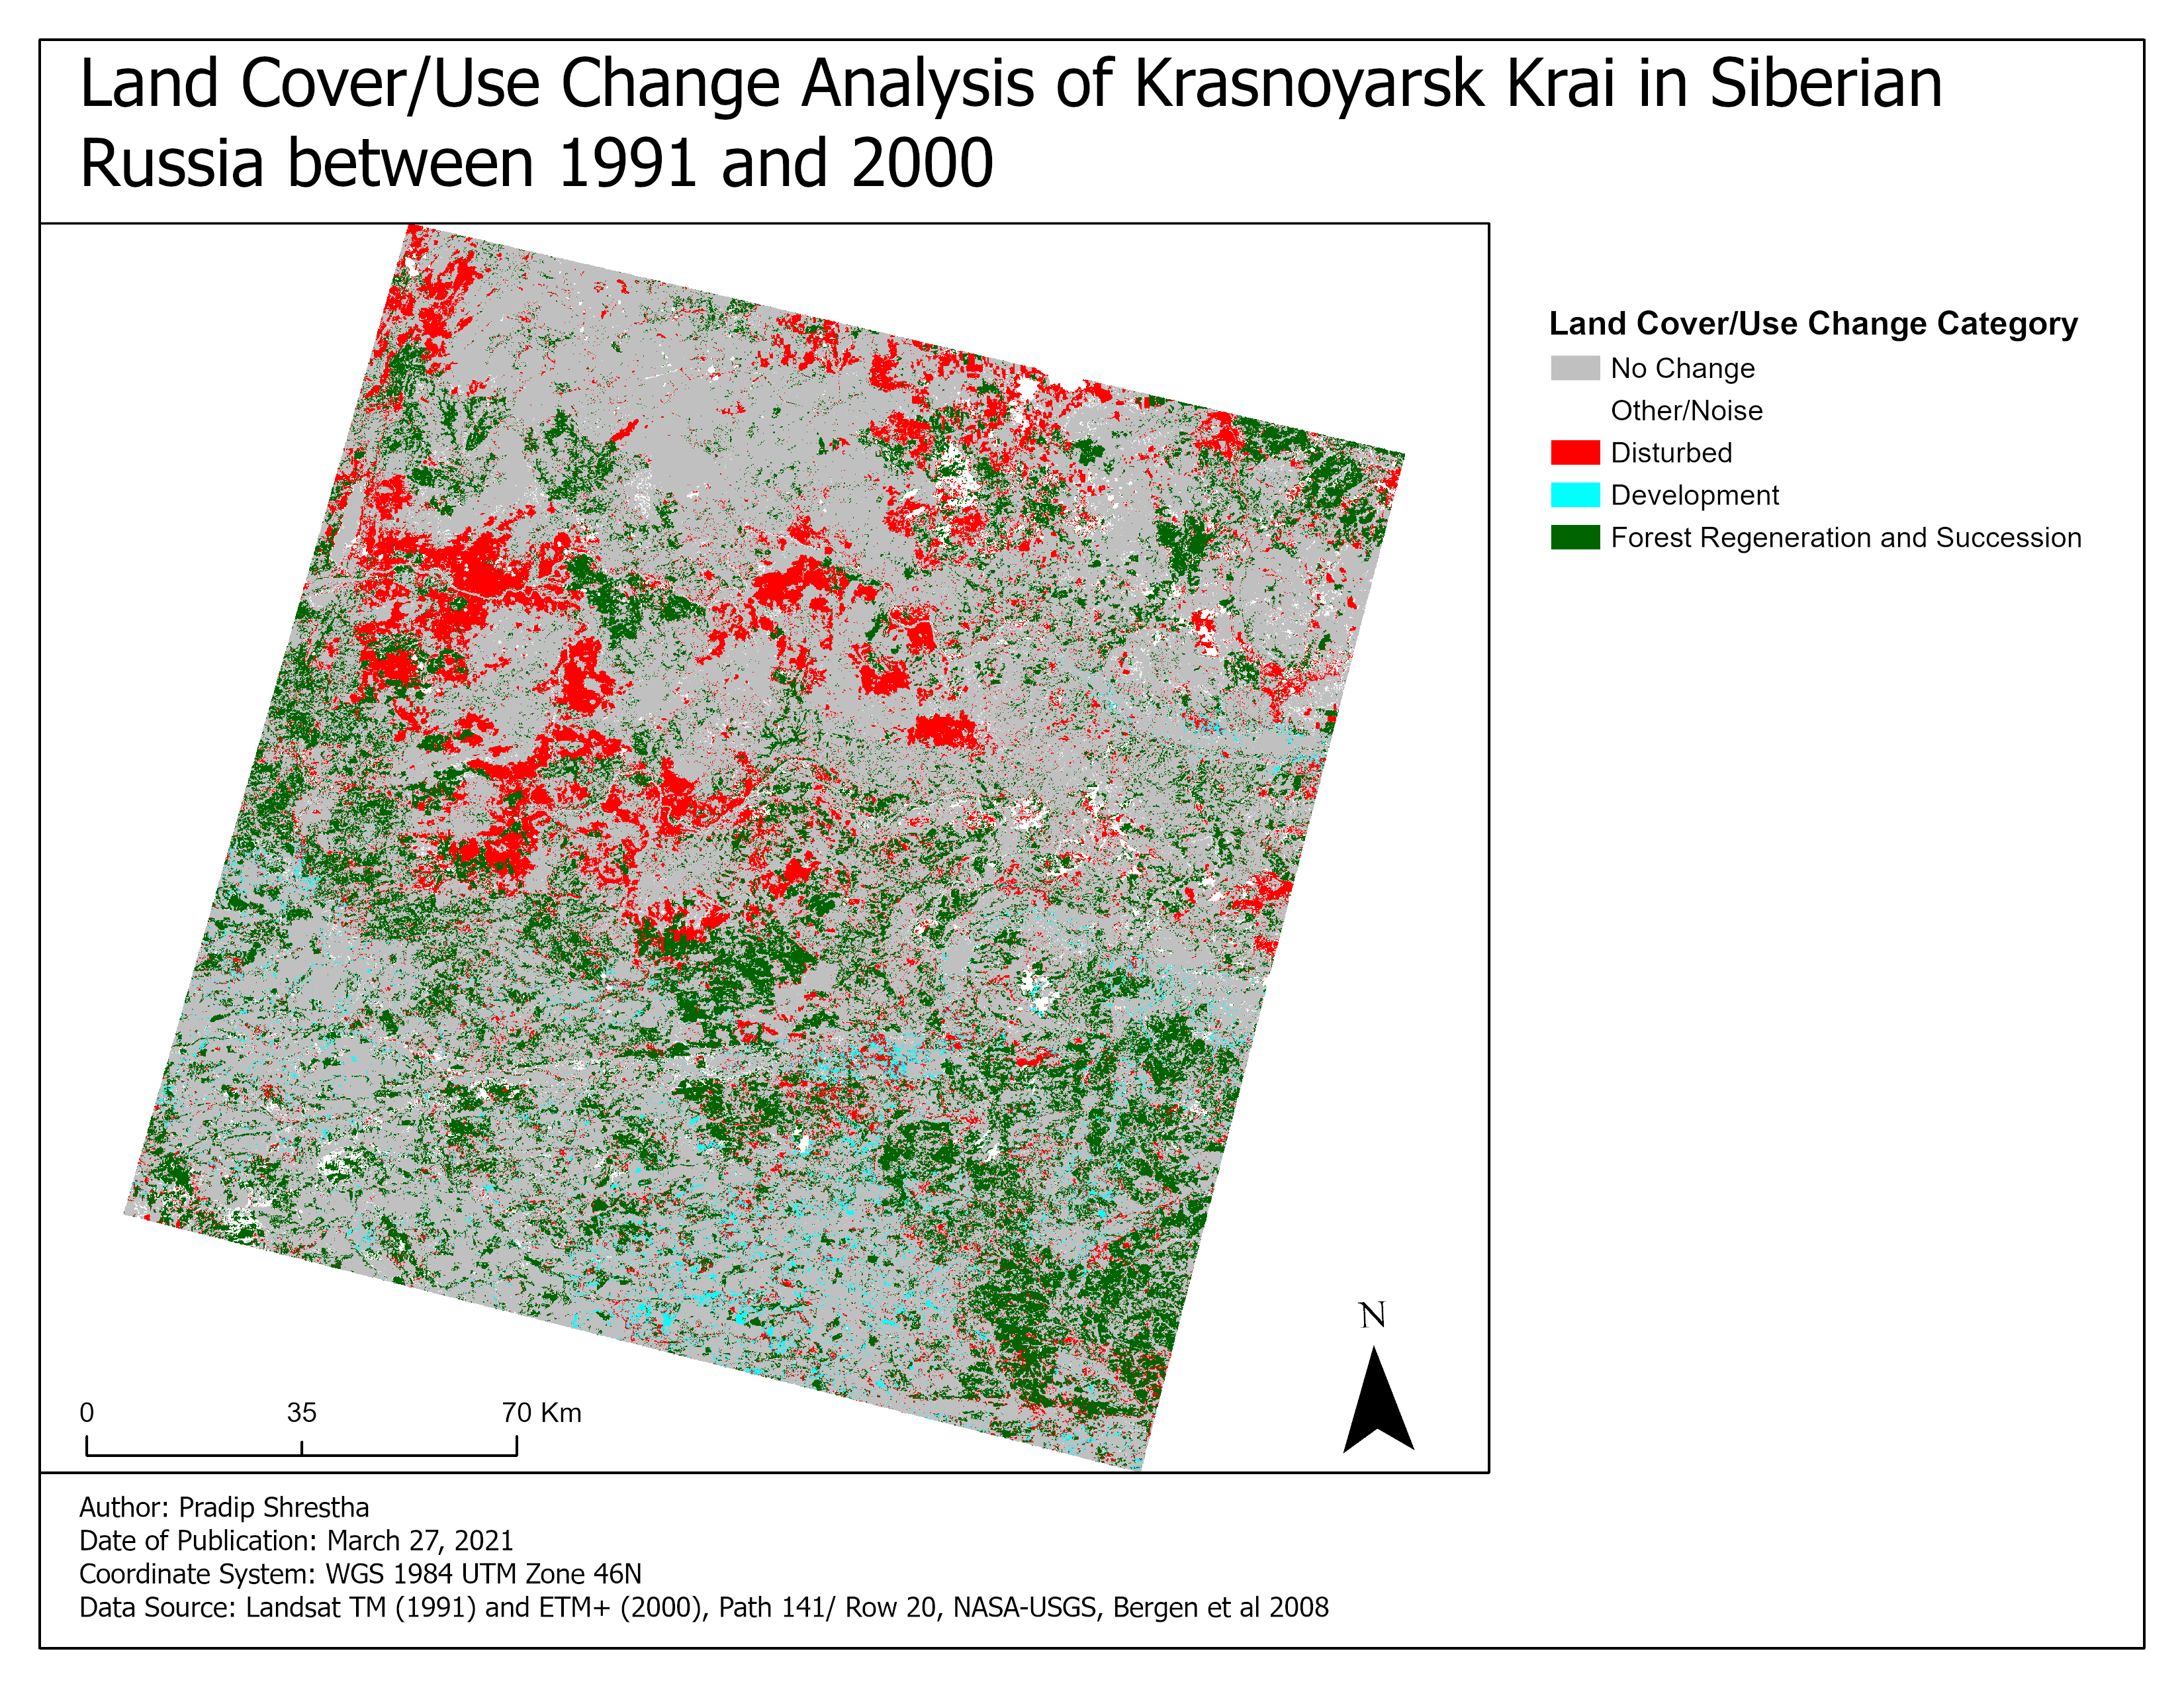 Land Cover/Use Change Analysis of Krasnoyarsk Krai in Siberian
Russia between 1991 and 2000
Land Cover/Use Change Category
No Change
Other/Noise
Disturbed
Development
Forest Regeneration and Succession
N
0 35 70 Km
Author: Pradip Shrestha
Date of Publication: March 27, 2021
Coordinate System: WGS 1984 UTM Zone 46N
Data Source: Landsat TM (1991) and ETM+ (2000), Path 141/ Row 20, NASA-USGS, Bergen et al 2008